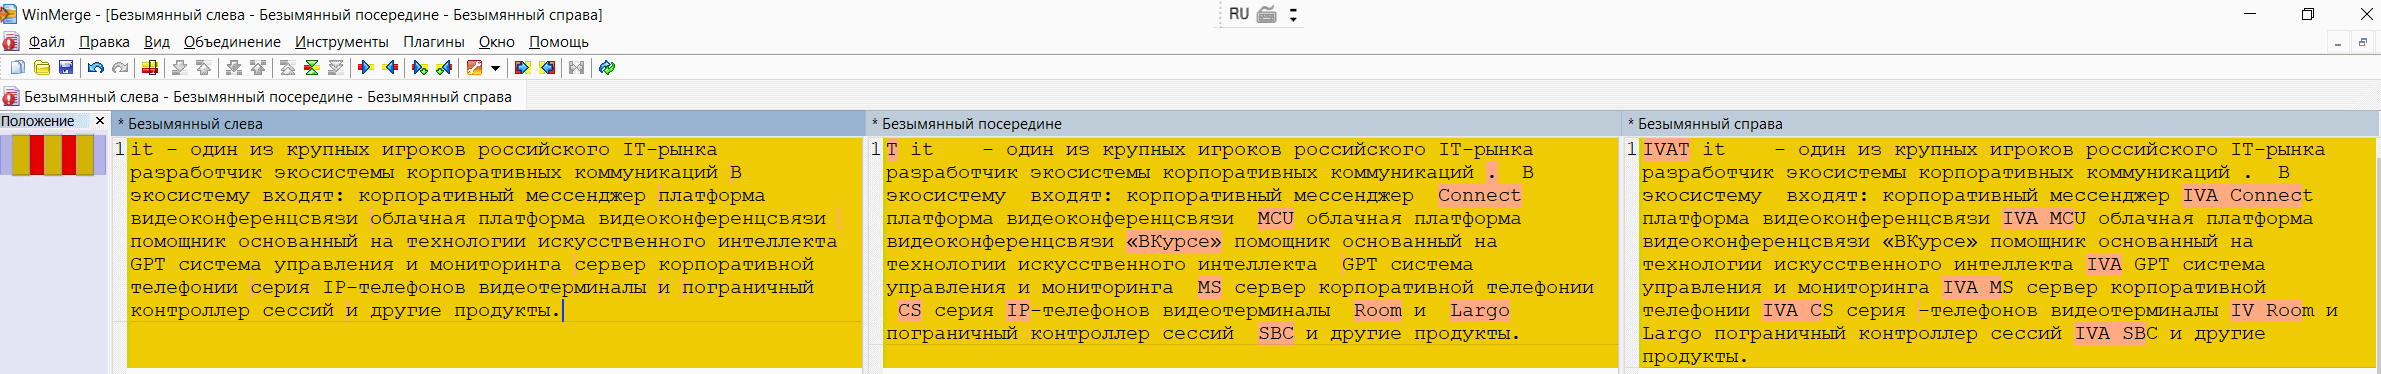 WinMerge - [Безымянный слева - Безымянный посередине - Безымянный справа]
RU
Файл Правка Вид Объединение Инструменты Плагины Окно Помощь
Безымянный слева - Безымянный посередине - Безымянный справа
Положение ×
* Безымянный слева
1 it - один из крупных игроков российского IT-рынка
разработчик экосистемы корпоративных коммуникаций В
экосистему входят: корпоративный мессенджер платформа
видеоконференцсвязи облачная платформа видеоконференцсвязи
помощник основанный на технологии искусственного интеллекта
GPT система управления и мониторинга сервер корпоративной
телефонии серия IP-телефонов видеотерминалы и пограничный
контроллер сессий и другие продукты.
* Безымянный посередине
1 T it - один из крупных игроков российского IT-рынка
разработчик экосистемы корпоративных коммуникаций . В
экосистему входят: корпоративный мессенджер Connect
платформа видеоконференцсвязи MCU облачная платформа
видеоконференцсвязи «ВКурсе» помощник основанный на
технологии искусственного интеллекта GPT система
управления и мониторинга MS сервер корпоративной телефонии
CS серия IP-телефонов видеотерминалы Room и Largo
пограничный контроллер сессий SBC и другие продукты.
* Безымянный справа
1 IVAT it - один из крупных игроков российского IT-рынка
разработчик экосистемы корпоративных коммуникаций . В
экосистему входят: корпоративный мессенджер IVA Connect
платформа видеоконференцсвязи IVA MCU облачная платформа
видеоконференцсвязи «ВКурсе» помощник основанный на
технологии искусственного интеллекта IVA GPT система
управления и мониторинга IVA MS сервер корпоративной
телефонии IVA CS серия -телефонов видеотерминалы IV Room и
Largo пограничный контроллер сессий IVA SBC и другие
продукты.